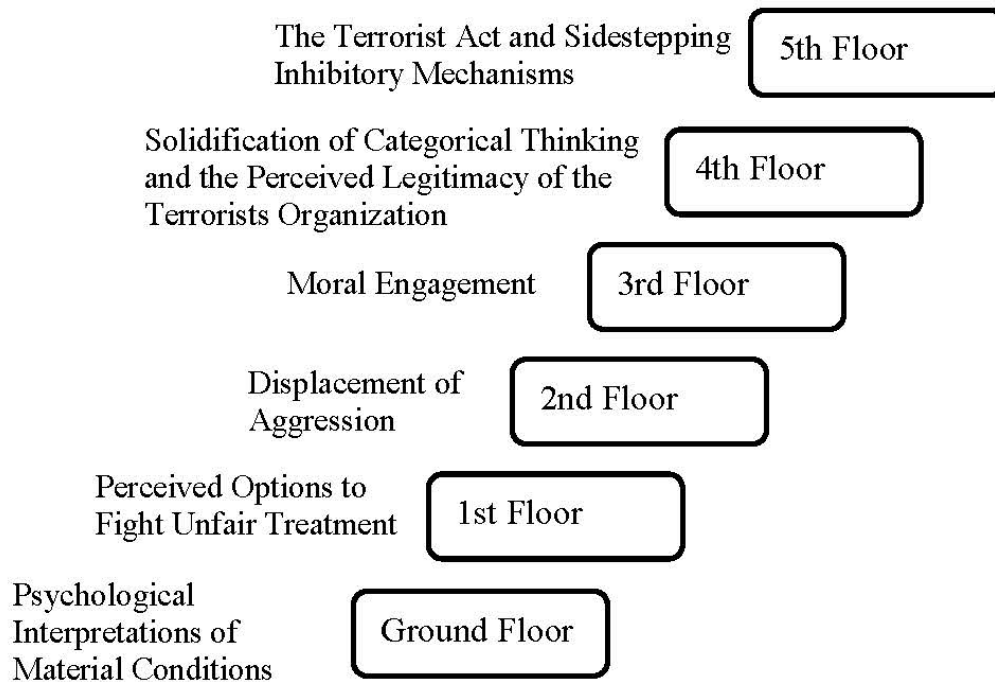 The Terrorist Act and Sidestepping
Inhibitory Mechanisms
5th Floor
Solidification of Categorical Thinking
and the Perceived Legitimacy of the
Terrorists Organization
4th Floor
Moral Engagement
3rd Floor
Displacement of
Aggression
2nd Floor
Perceived Options to
Fight Unfair Treatment
1st Floor
Psychological
Interpretations of
Material Conditions
Ground Floor